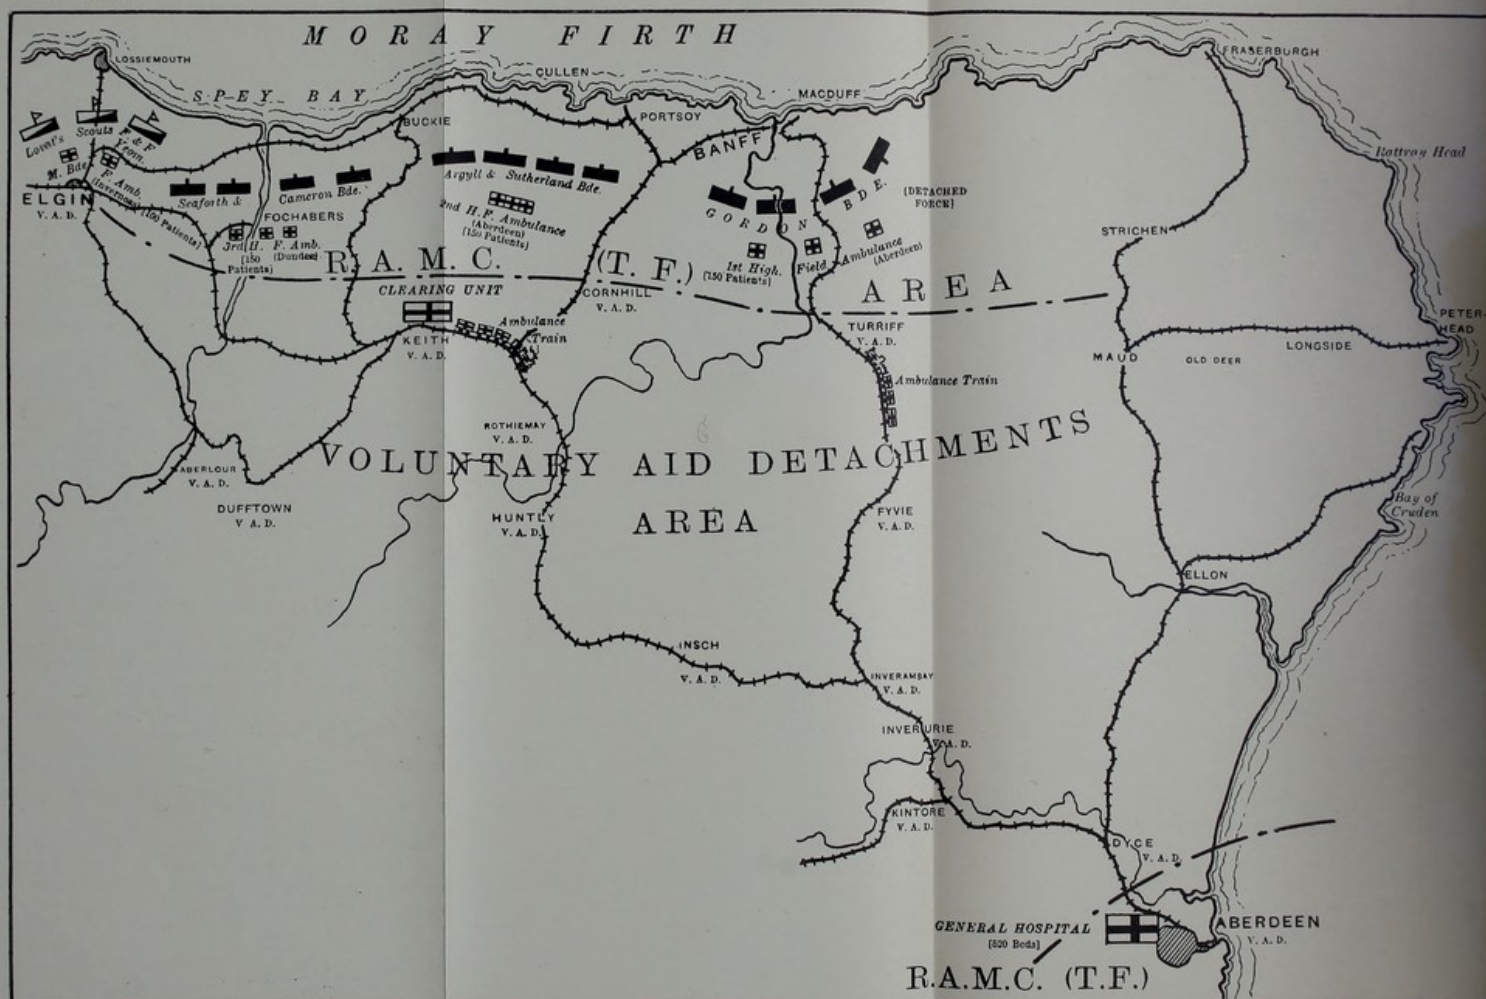 MORAY FIRTH
LOSSIEMOUTH
SPEY BAY
CULLEN
MACDUFF
FRASERBURGH
BUCKIE
PORTSOY
BANFF
Rattray Head
Lovat's
Scouts
F. & F
Yeom.
M. Bde
F. Amb.
(Inverness)
(100 Patients)
ELGIN
V. A. D.
Seaforth &
Cameron Bde.
FOCHABERS
3rd H. F. Amb.
[150
Patients)
(Dundee)
Argyll & Sutherland Bde.
2nd H.F. Ambulance
(Aberdeen)
[150 Patients]
GORDON BDE.
[DETACHED
FORCE]
1st High. Field Ambulance
[150 Patients]
(Aberdeen)
STRICHEN
R. A. M. C. (T. F.) AREA
CLEARING UNIT
CORNHILL
V. A. D.
KEITH
V. A. D.
Ambulance
Train
TURRIFF
V. A. D.
Ambulance Train
MAUD
OLD DEER
LONGSIDE
PETER-
HEAD
ROTHIEMAY
V. A. D.
VOLUNTARY AID DETACHMENTS
AREA
ABERLOUR
V. A. D.
DUFFTOWN
V A. D.
HUNTLY
V. A. D.
FYVIE
V. A. D.
Bay of
Cruden
ELLON
INSCH
V. A. D.
INVERAMSAY
V. A. D.
INVERURIE
V. A. D.
KINTORE
V. A. D.
DYCE
V. A. D.
GENERAL HOSPITAL
[520 Beds]
ABERDEEN
V. A. D.
R.A.M.C. (T.F.)